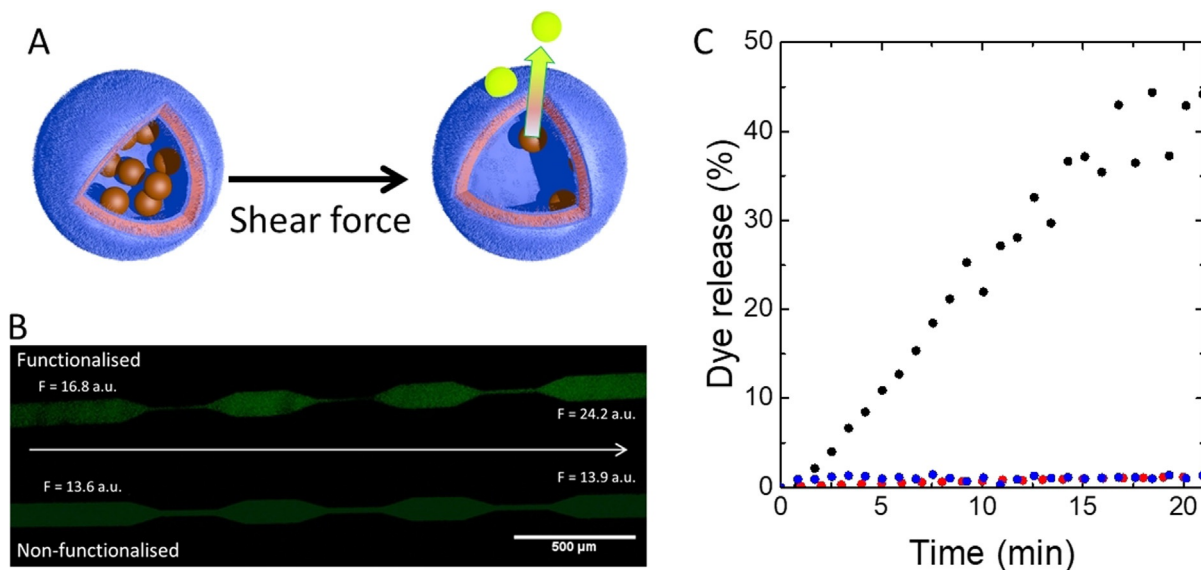 A
Shear force
B
Functionalised
F = 16.8 a.u.
F = 24.2 a.u.
F = 13.6 a.u.
F = 13.9 a.u.
Non-functionalised
500 µm
C
Dye release (%)
50
40
30
20
10
0
0 5 10 15 20
Time (min)